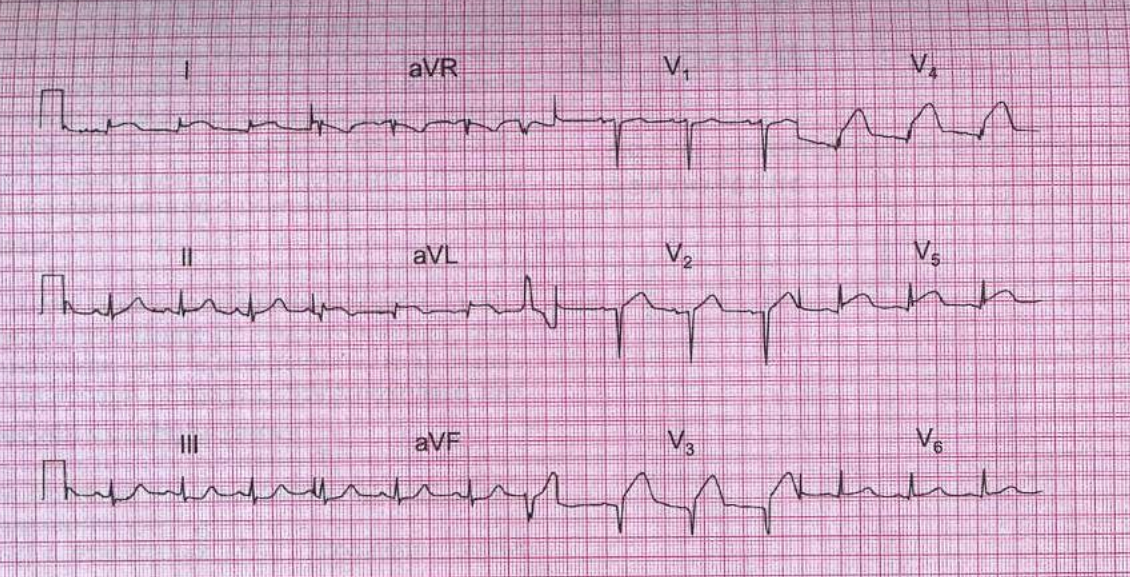 I aVR V₁ V₄
II aVL V₂ V₅
III aVF V₃ V₆